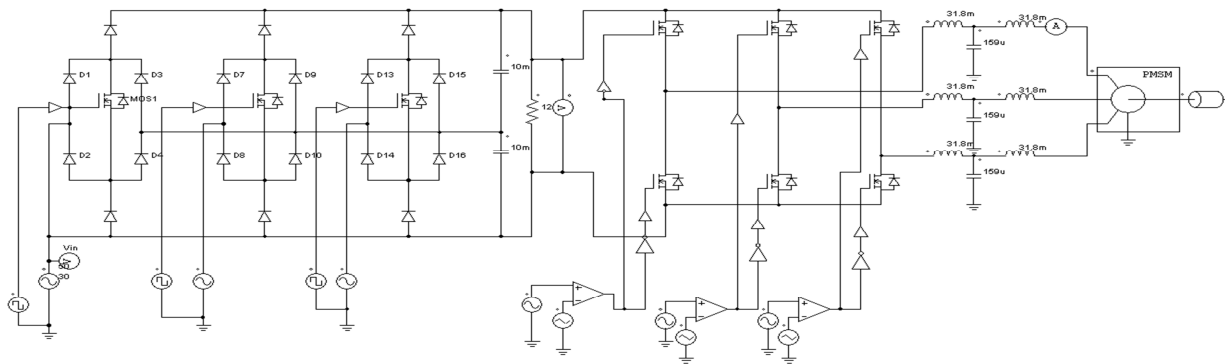 31.8m 31.8m
A
159u
D1 D3 D7 D9 D13 D15
10m
MOS1
PMSM
12
V
31.8m 31.8m
159u
D2 D4 D8 D10 D14 D16
10m
31.8m 31.8m
159u
Vin
30